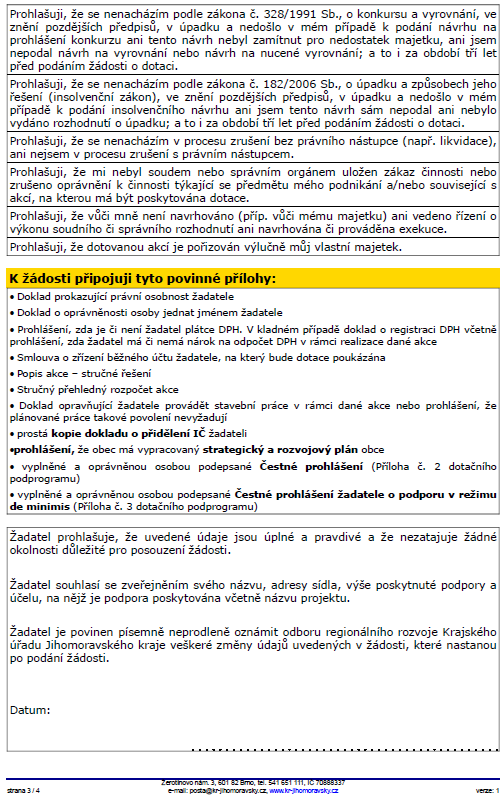 Prohlašuji, že se nenacházím podle zákona č. 328/1991 Sb., o konkursu a vyrovnání, ve
znění pozdějších předpisů, v úpadku a nedošlo v mém případě k podání návrhu na
prohlášení konkurzu ani tento návrh nebyl zamítnut pro nedostatek majetku, ani jsem
nepodal návrh na vyrovnání nebo návrh na nucené vyrovnání; a to i za období tří let
před podáním žádosti o dotaci.
Prohlašuji, že se nenacházím podle zákona č. 182/2006 Sb., o úpadku a způsobech jeho
řešení (insolvenční zákon), ve znění pozdějších předpisů, v úpadku a nedošlo v mém
případě k podání insolvenčního návrhu ani jsem tento návrh sám nepodal ani nebylo
vydáno rozhodnutí o úpadku; a to i za období tří let před podáním žádosti o dotaci.
Prohlašuji, že se nenacházím v procesu zrušení bez právního nástupce (např. likvidace),
ani nejsem v procesu zrušení s právním nástupcem.
Prohlašuji, že mi nebyl soudem nebo správním orgánem uložen zákaz činnosti nebo
zrušeno oprávnění k činnosti týkající se předmětu mého podnikání a/nebo související s
akcí, na kterou má být poskytována dotace.
Prohlašuji, že vůči mně není navrhováno (příp. vůči mému majetku) ani vedeno řízení o
výkonu soudního či správního rozhodnutí ani navrhována či prováděna exekuce.
Prohlašuji, že dotovanou akcí je pořizován výlučně můj vlastní majetek.
K žádosti připojuji tyto povinné přílohy:
• Doklad prokazující právní osobnost žadatele
• Doklad o oprávněnosti osoby jednat jménem žadatele
• Prohlášení, zda je či není žadatel plátce DPH. V kladném případě doklad o registraci DPH včetně
prohlášení, zda žadatel má či nemá nárok na odpočet DPH v rámci realizace dané akce
• Smlouva o zřízení běžného účtu žadatele, na který bude dotace poukázána
• Popis akce – stručné řešení
• Stručný přehledný rozpočet akce
• Doklad opravňující žadatele provádět stavební práce v rámci dané akce nebo prohlášení, že
plánované práce takové povolení nevyžadují
• prostá kopie dokladu o přidělení IČ žadateli
•prohlášení, že obec má vypracovaný strategický a rozvojový plán obce
• vyplněné a oprávněnou osobou podepsané Čestné prohlášení (Příloha č. 2 dotačního
podprogramu)
• vyplněné a oprávněnou osobou podepsané Čestné prohlášení žadatele o podporu v režimu
de minimis (Příloha č. 3 dotačního podprogramu)
Žadatel prohlašuje, že uvedené údaje jsou úplné a pravdivé a že nezatajuje žádné
okolnosti důležité pro posouzení žádosti.
Žadatel souhlasí se zveřejněním svého názvu, adresy sídla, výše poskytnuté podpory a
účelu, na nějž je podpora poskytována včetně názvu projektu.
Žadatel je povinen písemně neprodleně oznámit odboru regionálního rozvoje Krajského
úřadu Jihomoravského kraje veškeré změny údajů uvedených v žádosti, které nastanou
po podání žádosti.
Datum:
Žerotínovo nám. 3, 601 82 Brno, tel. 541 651 111, IČ 70888337
strana 3 / 4 e-mail: posta@kr-jihomoravsky.cz, www.kr-jihomoravsky.cz verze: 1